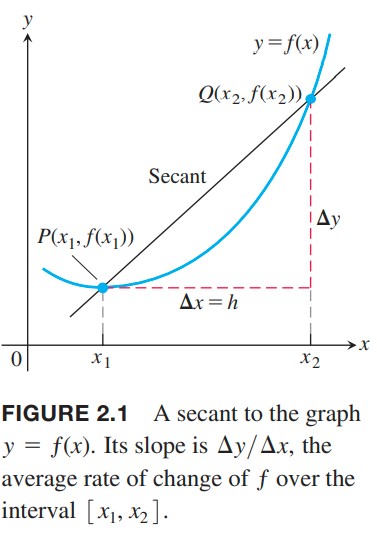 y
y = f(x)
Q(x₂, f(x₂))
Secant
Δy
P(x₁, f(x₁))
Δx = h
x
0
x₁
x₂
FIGURE 2.1 A secant to the graph
y = f(x). Its slope is Δy/Δx, the
average rate of change of f over the
interval [x₁, x₂].